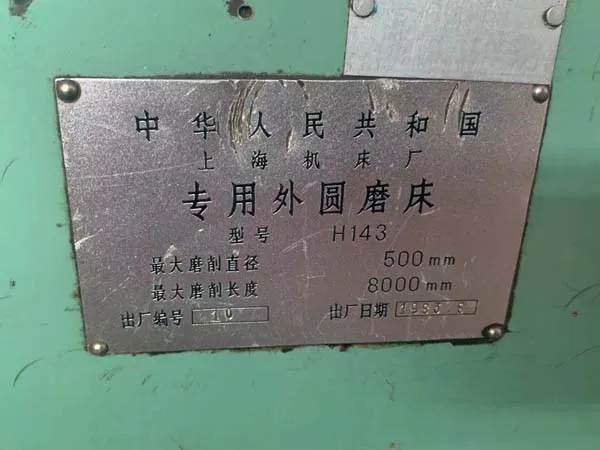 中华人民共和国
上海机床厂
专用外圆磨床
型号 H143
最大磨削直径 500mm
最大磨削长度 8000mm
出厂编号 10 出厂日期